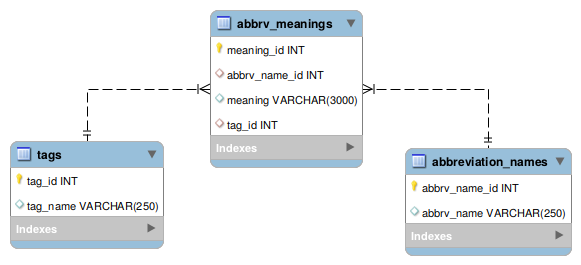 abbrv_meanings
meaning_id INT
abbrv_name_id INT
meaning VARCHAR(3000)
tag_id INT
Indexes
tags
tag_id INT
tag_name VARCHAR(250)
Indexes
abbreviation_names
abbrv_name_id INT
abbrv_name VARCHAR(250)
Indexes